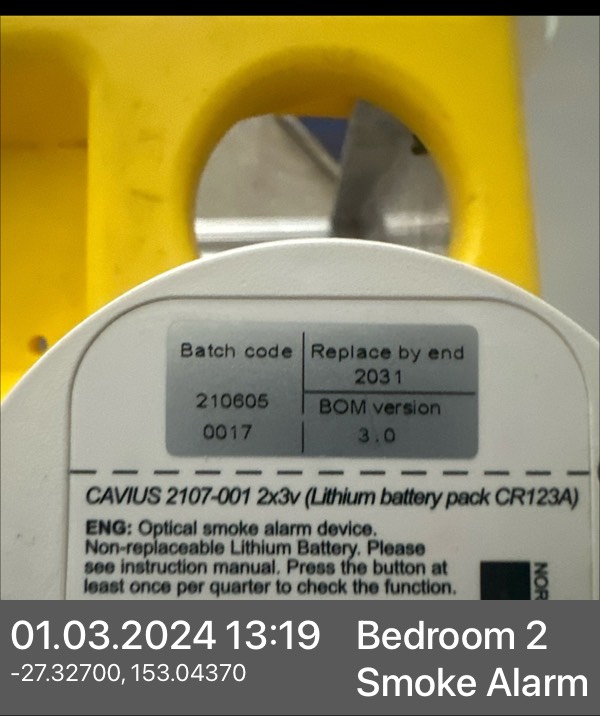 Batch code
210605
0017
Replace by end
2031
BOM version
3.0
CAVIUS 2107-001 2x3v (Lithium battery pack CR123A)
ENG: Optical smoke alarm device.
Non-replaceable Lithium Battery. Please
see instruction manual. Press the button at
least once per quarter to check the function.
NOR
01.03.2024 13:19
-27.32700, 153.04370
Bedroom 2
Smoke Alarm